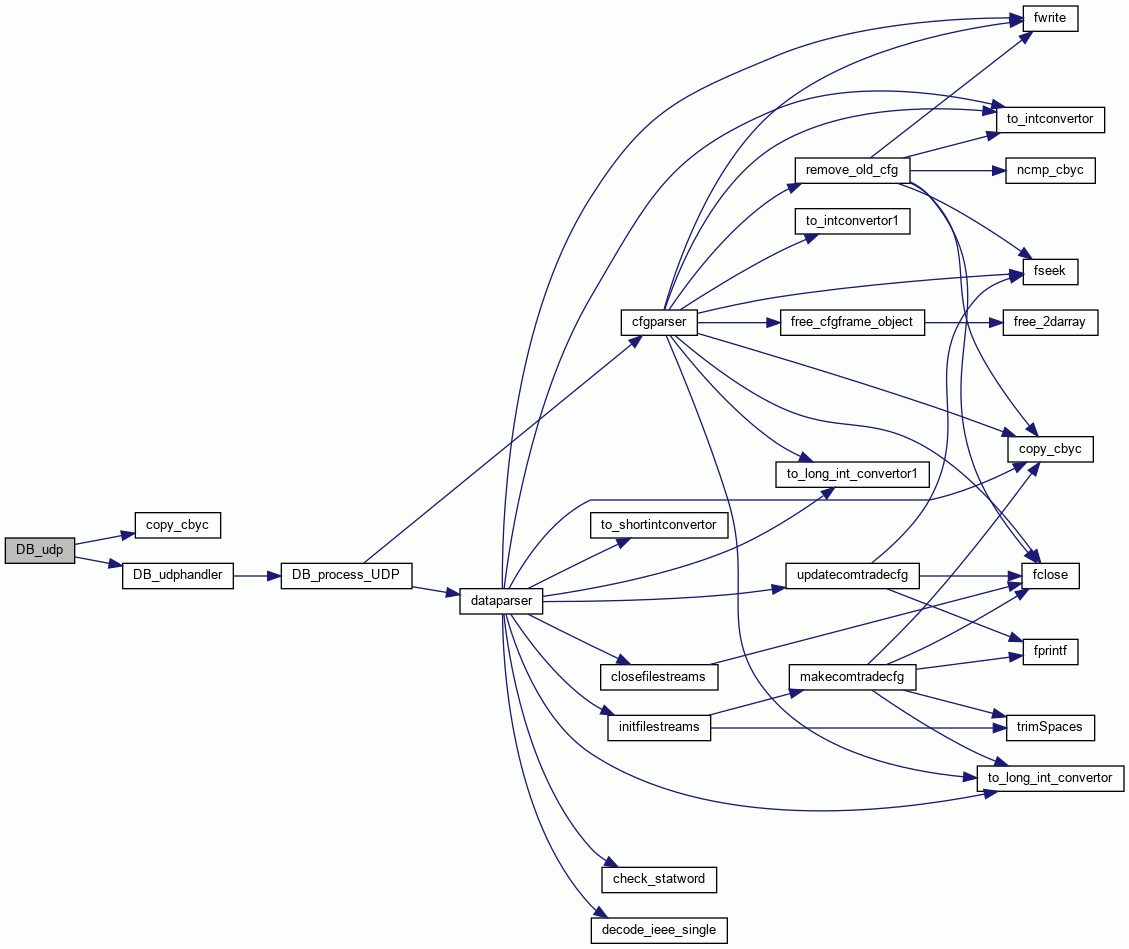 fwrite
to_intconvertor
remove_old_cfg
ncmp_cbyc
to_intconvertor1
fseek
cfgparser
free_cfgframe_object
free_2darray
copy_cbyc
to_long_int_convertor1
copy_cbyc
to_shortintconvertor
DB_udp
DB_udphandler
DB_process_UDP
updatecomtradecfg
fclose
dataparser
fprintf
closefilestreams
makecomtradecfg
initfilestreams
trimSpaces
to_long_int_convertor
check_statword
decode_ieee_single